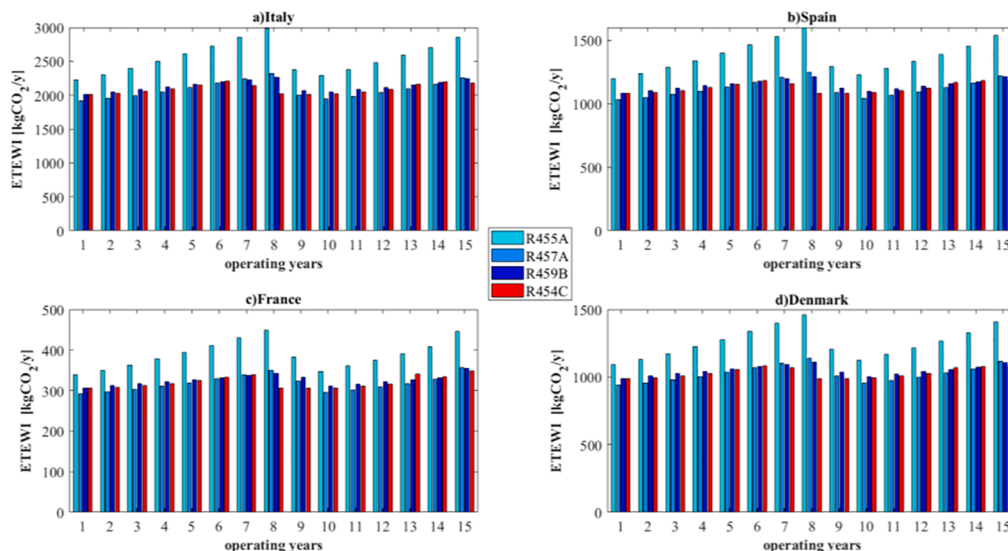 a)Italy
ETEWI [kgCO2/y]
3000
2500
2000
1500
1000
500
0
1 2 3 4 5 6 7 8 9 10 11 12 13 14 15
operating years
b)Spain
ETEWI [kgCO2/y]
1500
1000
500
0
1 2 3 4 5 6 7 8 9 10 11 12 13 14 15
operating years
R455A
R457A
R459B
R454C
c)France
ETEWI [kgCO2/y]
500
400
300
200
100
0
1 2 3 4 5 6 7 8 9 10 11 12 13 14 15
operating years
d)Denmark
ETEWI [kgCO2/y]
1500
1000
500
0
1 2 3 4 5 6 7 8 9 10 11 12 13 14 15
operating years